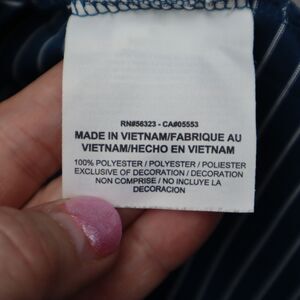 RN#56323 - CA#05553
MADE IN VIETNAM/FABRIQUE AU
VIETNAM/HECHO EN VIETNAM
100% POLYESTER / POLYESTER / POLIESTER
EXCLUSIVE OF DECORATION / DECORATION
NON COMPRISE / NO INCLUYE LA
DECORACION